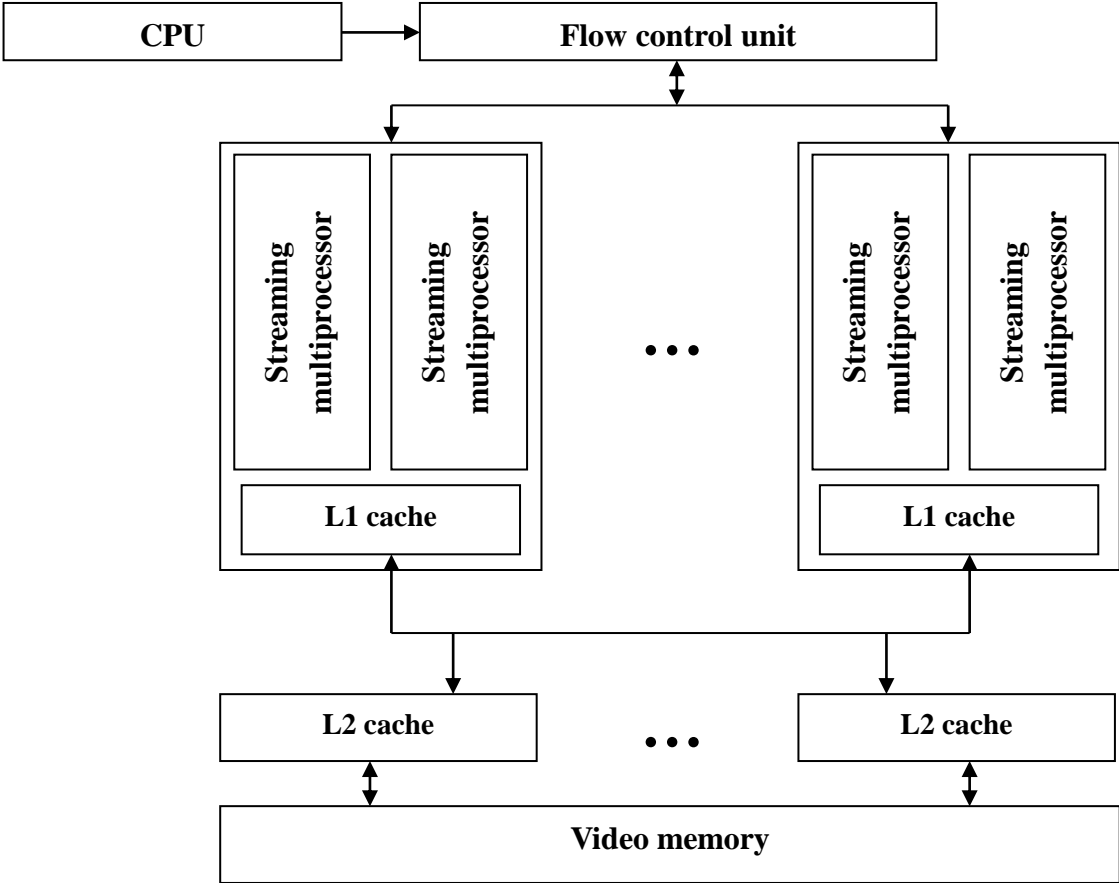 CPU
Flow control unit
Streaming
multiprocessor
Streaming
multiprocessor
...
Streaming
multiprocessor
Streaming
multiprocessor
L1 cache
L1 cache
L2 cache
...
L2 cache
Video memory